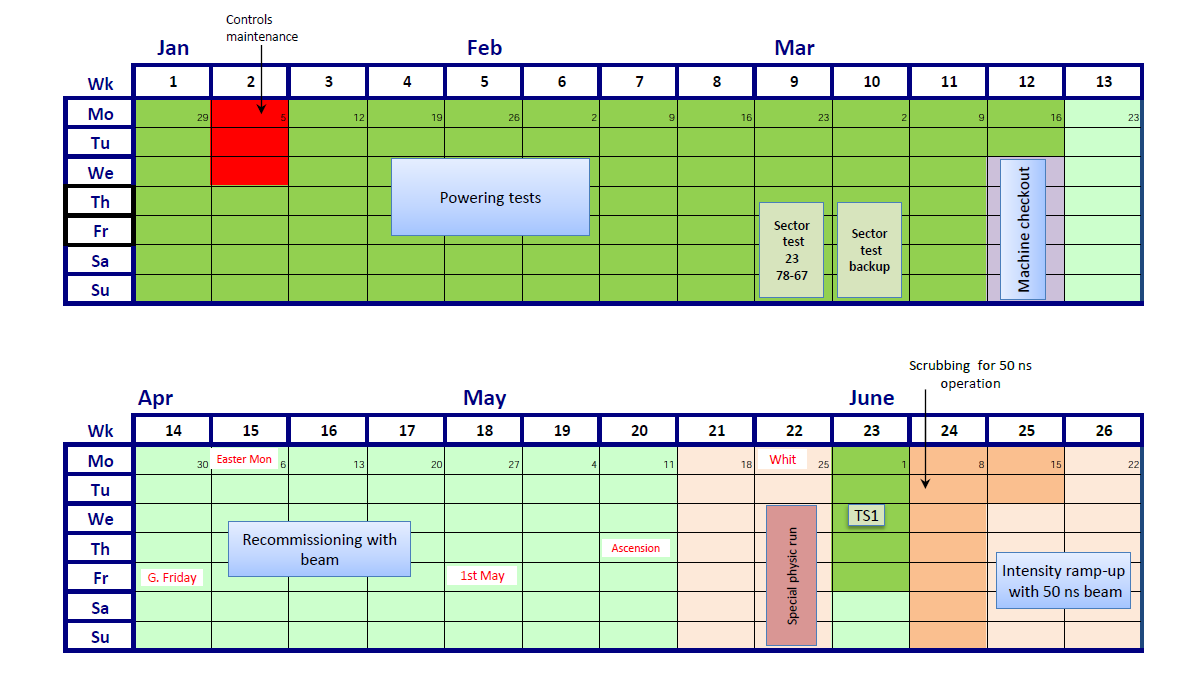 Controls
maintenance
Jan Feb Mar
Wk 1 2 3 4 5 6 7 8 9 10 11 12 13
Mo 29 5 12 19 26 2 9 16 23 2 9 16 23
Tu
We
Th
Fr
Sa
Su
Powering tests
Sector
test
23
78-67
Sector
test
backup
Machine checkout
Scrubbing for 50 ns
operation
Apr May June
Wk 14 15 16 17 18 19 20 21 22 23 24 25 26
Mo 30 Easter Mon 6 13 20 27 4 11 18 Whit 25 1 8 15 22
Tu
We
Th
Fr
Sa
Su
Recommissioning with
beam
G. Friday
1st May
Ascension
Special physic run
TS1
Intensity ramp-up
with 50 ns beam